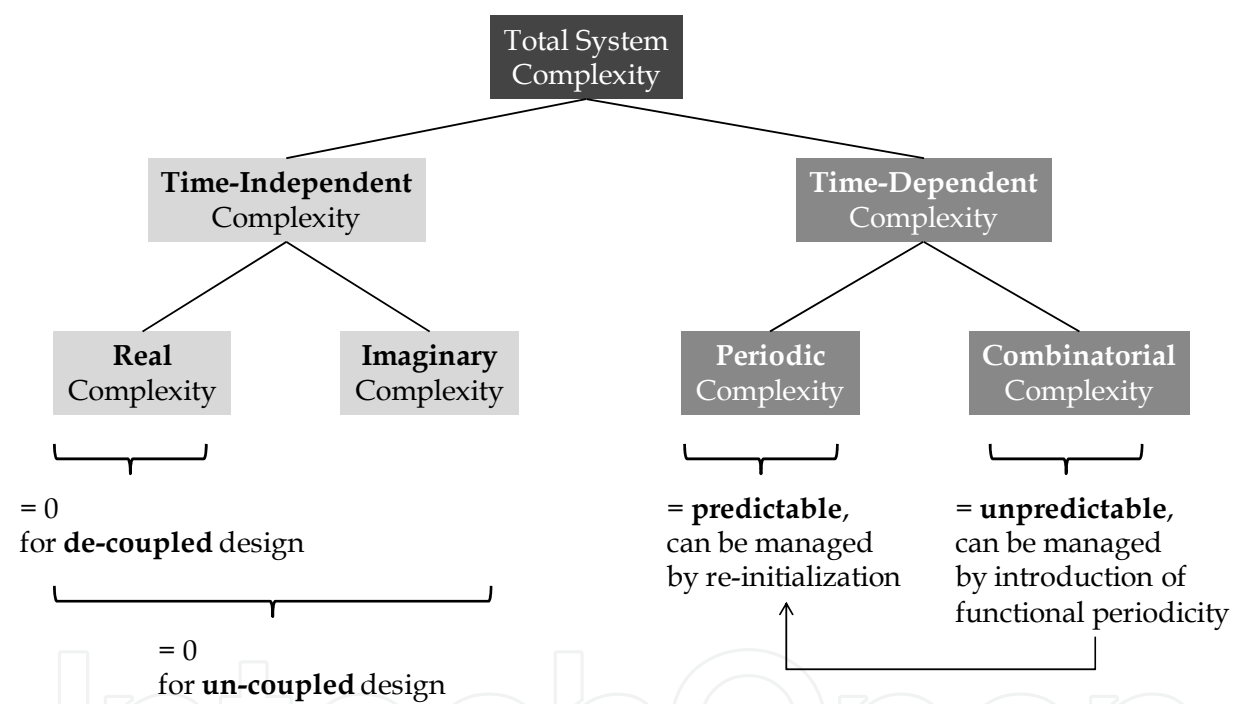 Total System
Complexity
Time-Independent
Complexity
Time-Dependent
Complexity
Real
Complexity
Imaginary
Complexity
Periodic
Complexity
Combinatorial
Complexity
= 0
for de-coupled design
= predictable,
can be managed
by re-initialization
= unpredictable,
can be managed
by introduction of
functional periodicity
= 0
for un-coupled design